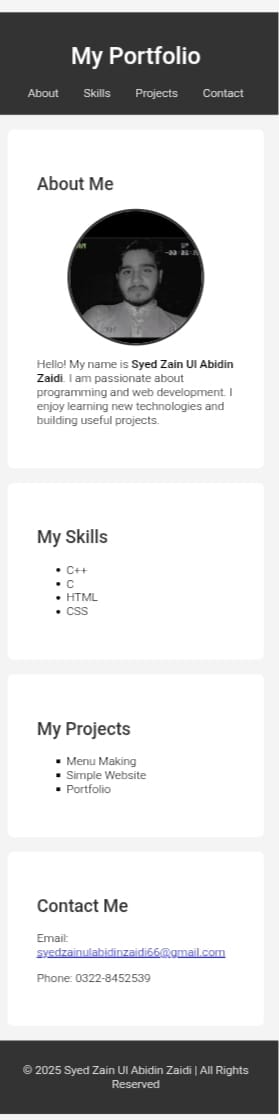 My Portfolio
About Skills Projects Contact
About Me
Hello! My name is Syed Zain Ul Abidin
Zaidi. I am passionate about
programming and web development. I
enjoy learning new technologies and
building useful projects.
My Skills
• C++
• C
• HTML
• CSS
My Projects
▪ Menu Making
▪ Simple Website
▪ Portfolio
Contact Me
Email:
syedzainulabidinzaidi66@gmail.com
Phone: 0322-8452539
© 2025 Syed Zain Ul Abidin Zaidi | All Rights
Reserved